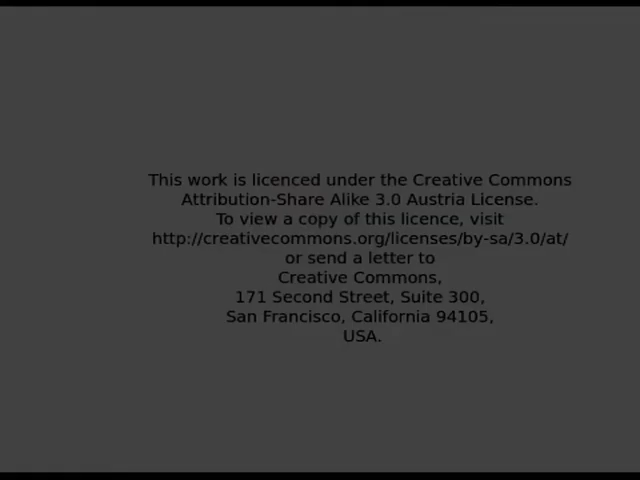 This work is licenced under the Creative Commons
Attribution-Share Alike 3.0 Austria License.
To view a copy of this licence, visit
http://creativecommons.org/licenses/by-sa/3.0/at/
or send a letter to
Creative Commons,
171 Second Street, Suite 300,
San Francisco, California 94105,
USA.